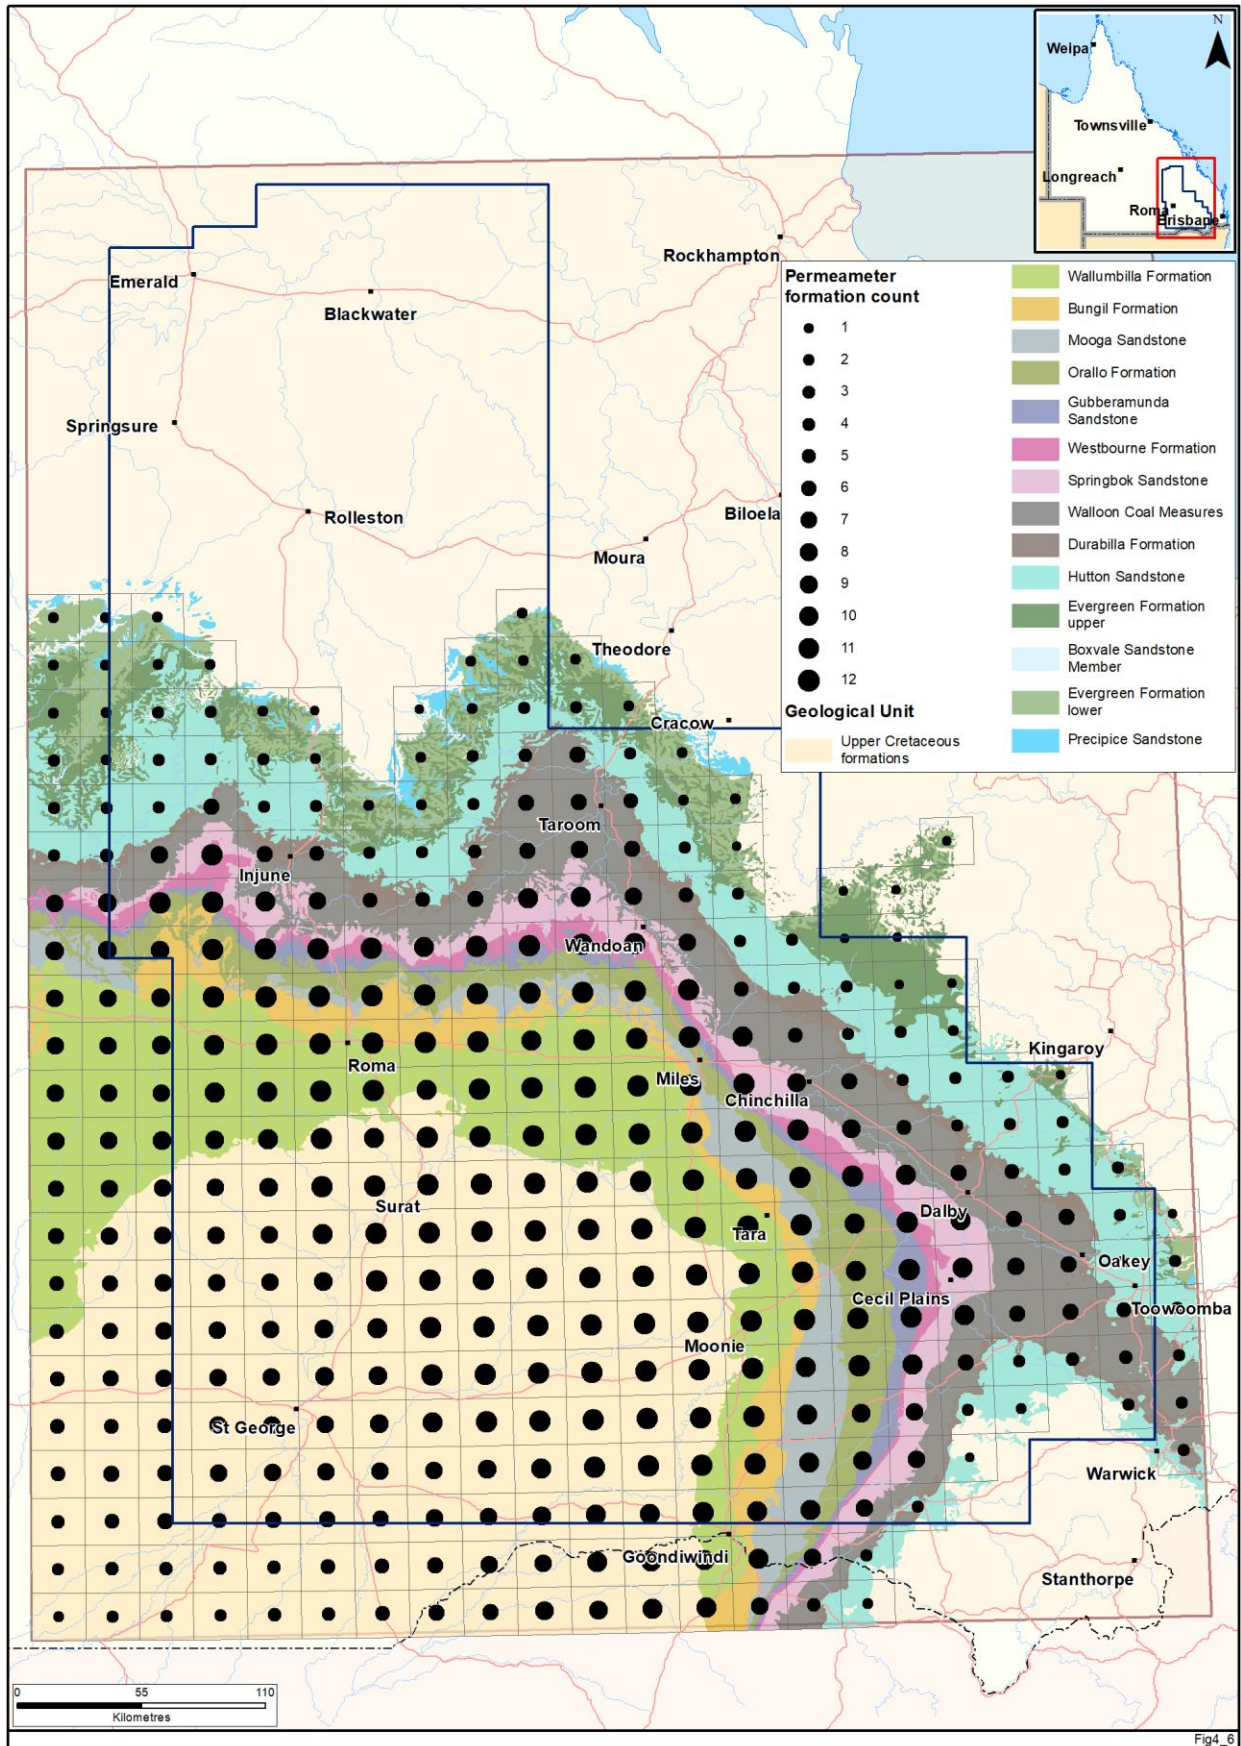 N
Weipa
Townsville
Longreach
Roma
Brisbane
Rockhampton
Emerald
Blackwater
Springsure
Rolleston
Biloela
Moura
Theodore
Cracow
Taroom
Injune
Wandoan
Kingaroy
Roma
Miles
Chinchilla
Surat
Dalby
Tara
Oakey
Cecil Plains
Toowoomba
Moonie
St George
Warwick
Goondiwindi
Stanthorpe
Permeameter
formation count
1
2
3
4
5
6
7
8
9
10
11
12
Geological Unit
Upper Cretaceous
formations
Wallumbilla Formation
Bungil Formation
Mooga Sandstone
Orallo Formation
Gubberamunda
Sandstone
Westbourne Formation
Springbok Sandstone
Walloon Coal Measures
Durabilla Formation
Hutton Sandstone
Evergreen Formation
upper
Boxvale Sandstone
Member
Evergreen Formation
lower
Precipice Sandstone
0 55 110
Kilometres
Fig4_6